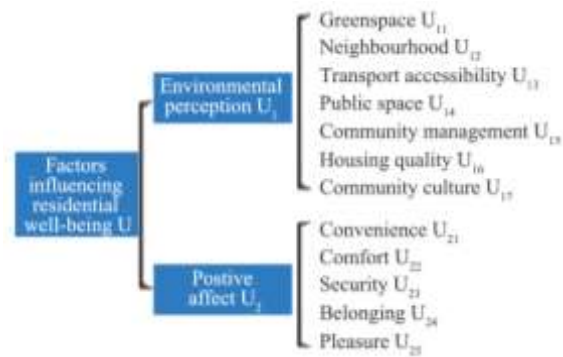 Factors
influencing
residential
well-being U
Environmental
perception U₁
Greenspace U₁₁
Neighbourhood U₁₂
Transport accessibility U₁₃
Public space U₁₄
Community management U₁₅
Housing quality U₁₆
Community culture U₁₇
Postive
affect U₂
Convenience U₂₁
Comfort U₂₂
Security U₂₃
Belonging U₂₄
Pleasure U₂₅